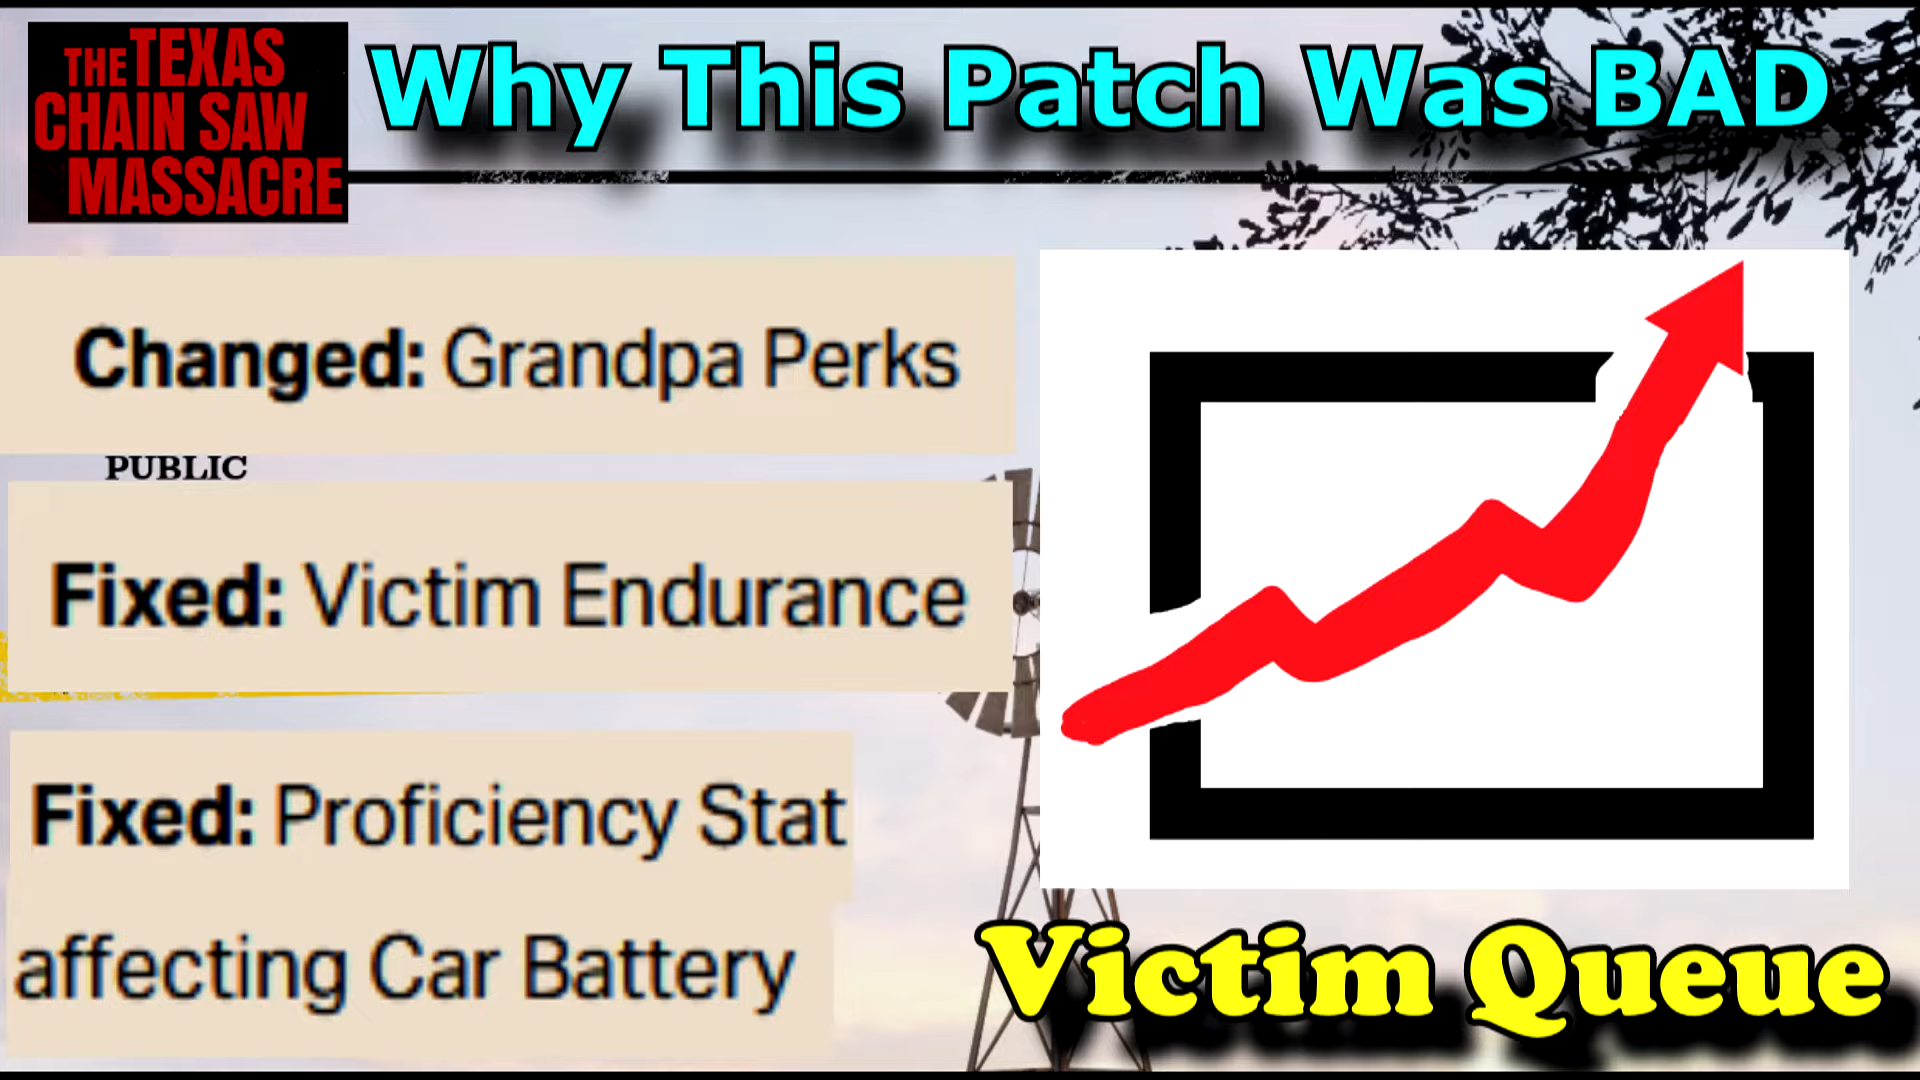 THE TEXAS
CHAIN SAW
MASSACRE
Why This Patch Was BAD
Changed: Grandpa Perks
PUBLIC
Fixed: Victim Endurance
Fixed: Proficiency Stat
affecting Car Battery
Victim Queue